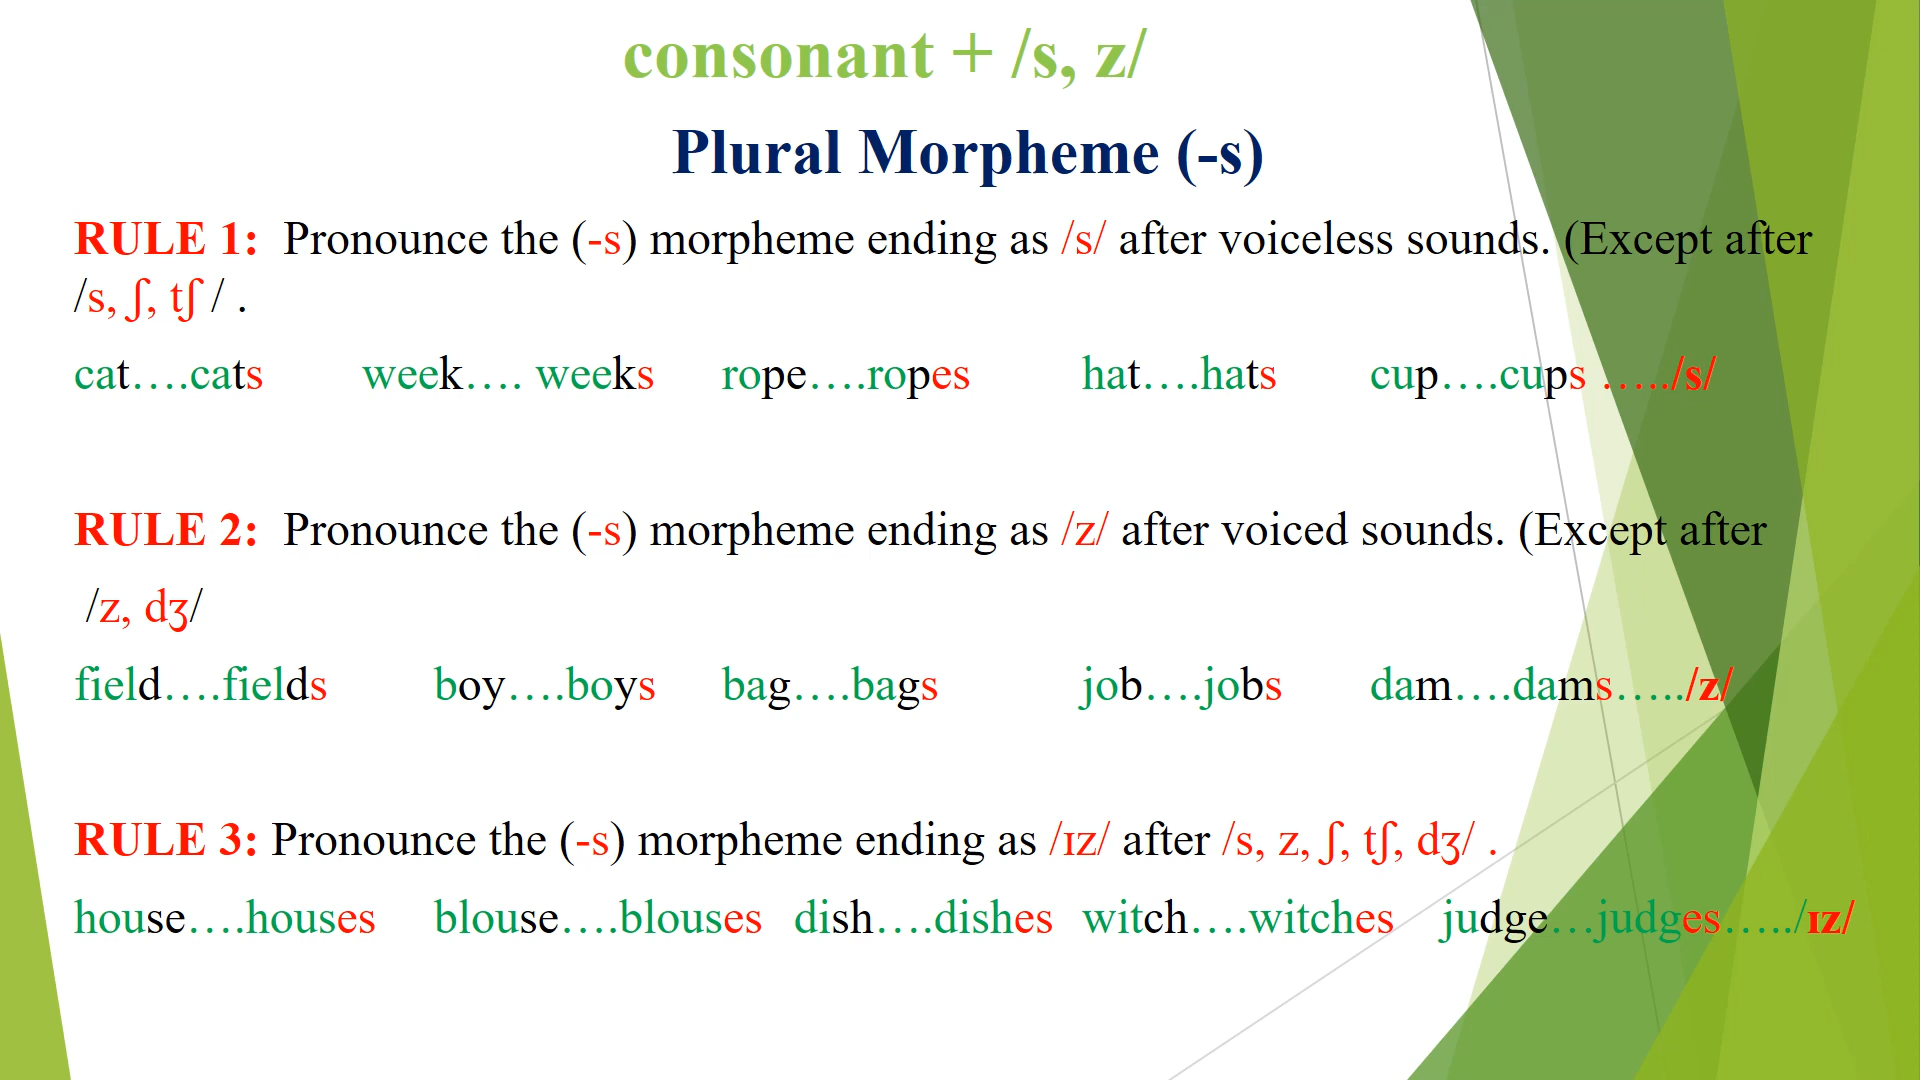 consonant + /s, z/
Plural Morpheme (-s)
RULE 1: Pronounce the (-s) morpheme ending as /s/ after voiceless sounds. (Except after
/s, ʃ, tʃ / .
cat….cats week…. weeks rope….ropes hat….hats cup….cups …../s/
RULE 2: Pronounce the (-s) morpheme ending as /z/ after voiced sounds. (Except after
/z, dʒ/
field….fields boy….boys bag….bags job….jobs dam….dams…../z/
RULE 3: Pronounce the (-s) morpheme ending as /ɪz/ after /s, z, ʃ, tʃ, dʒ/ .
house….houses blouse….blouses dish….dishes witch….witches judge…judges…../ɪz/